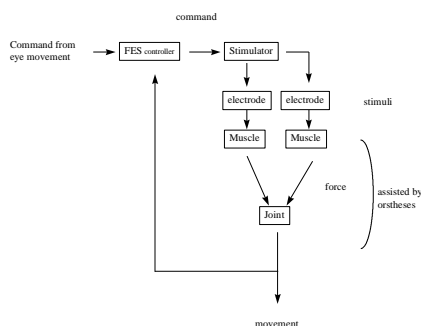 command
Command from
eye movement
FES controller
Stimulator
electrode
electrode
stimuli
Muscle
Muscle
force
assisted by
orstheses
Joint
movement